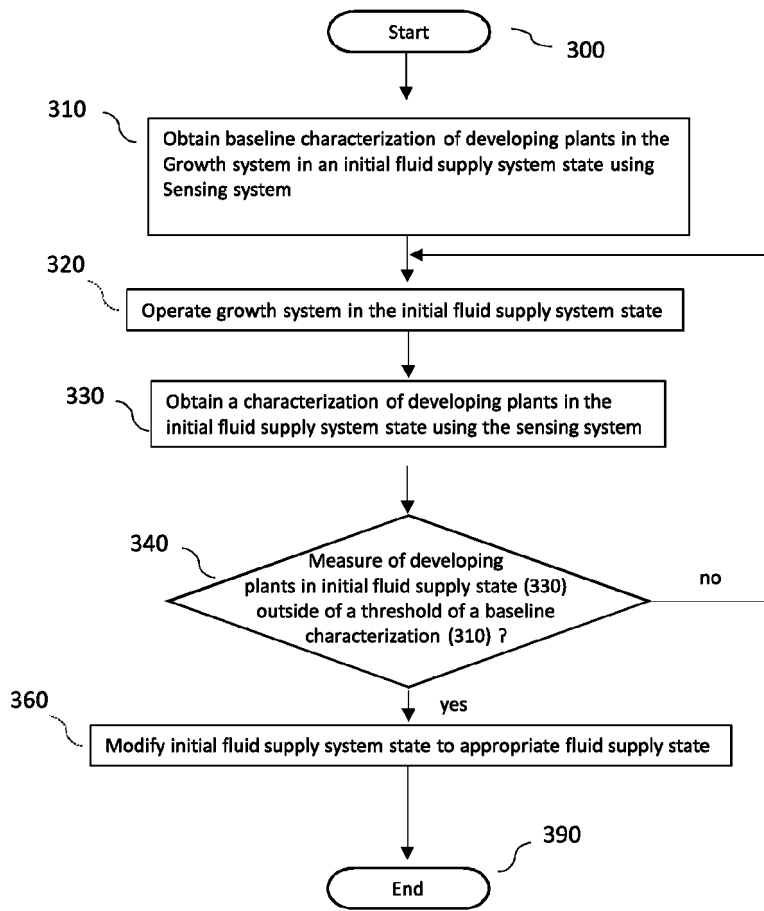 Start
300
310
Obtain baseline characterization of developing plants in the
Growth system in an initial fluid supply system state using
Sensing system
320
Operate growth system in the initial fluid supply system state
330
Obtain a characterization of developing plants in the
initial fluid supply system state using the sensing system
340
Measure of developing
plants in initial fluid supply state (330)
outside of a threshold of a baseline
characterization (310) ?
no
yes
360
Modify initial fluid supply system state to appropriate fluid supply state
390
End